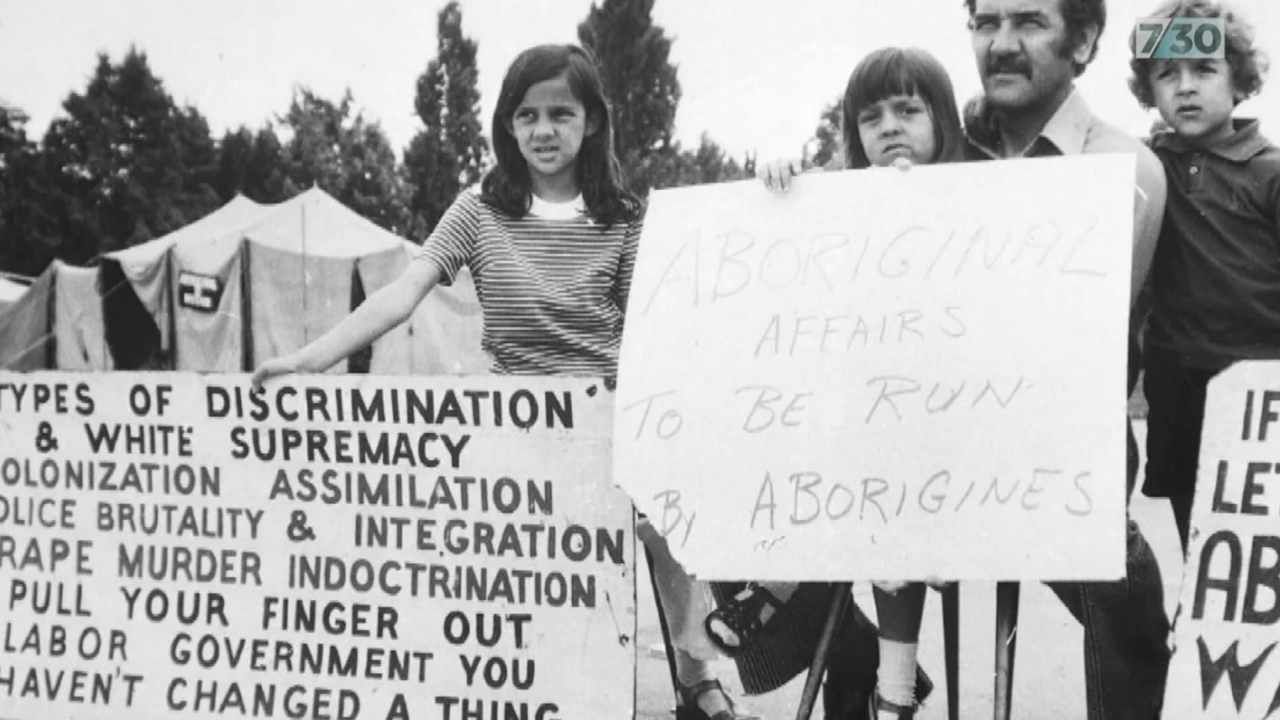 7/30
TYPES OF DISCRIMINATION
& WHITE SUPREMACY
OLONIZATION ASSIMILATION
OLICE BRUTALITY & INTEGRATION
RAPE MURDER INDOCTRINATION
PULL YOUR FINGER OUT
LABOR GOVERNMENT YOU
HAVEN'T CHANGED A THING
ABORIGINAL
AFFAIRS
TO BE RUN
By ABORIGINES
IF
LET
AB
WA